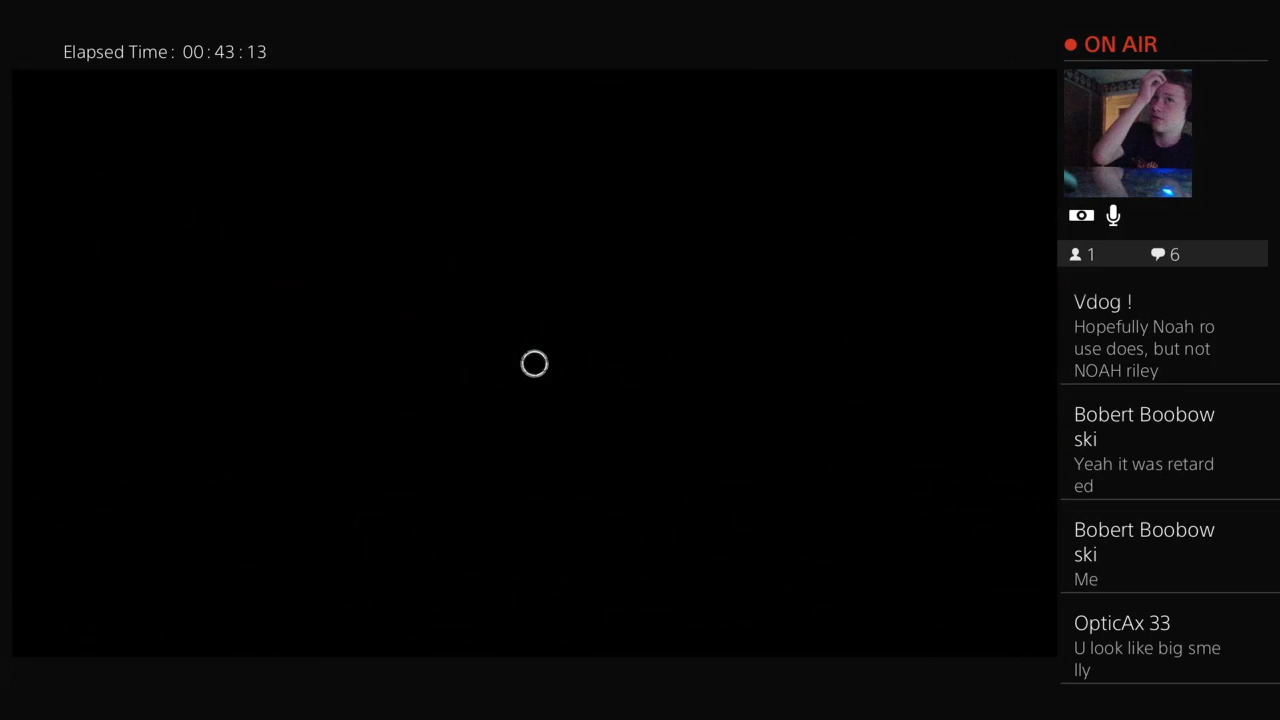 Elapsed Time: 00:43:13
ON AIR
1 6
Vdog !
Hopefully Noah ro
use does, but not
NOAH riley
Bobert Boobow
ski
Yeah it was retard
ed
Bobert Boobow
ski
Me
OpticAx 33
U look like big sme
lly